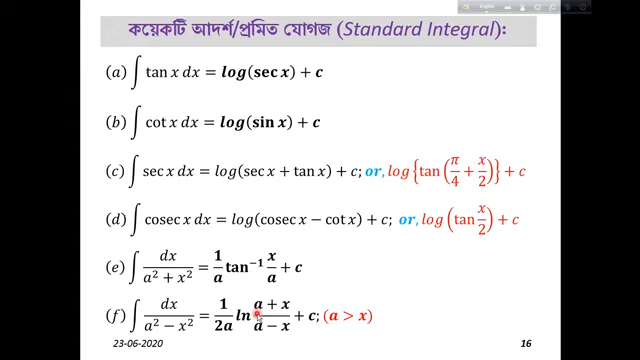 English
কয়েকটি আদর্শ/প্রমিত যোগজ (Standard Integral):
(a) ∫ tan x dx = log(sec x) + c
(b) ∫ cot x dx = log(sin x) + c
(c) ∫ sec x dx = log(sec x + tan x) + c; or, log {tan (π/4 + x/2)} + c
(d) ∫ cosec x dx = log(cosec x − cot x) + c; or, log (tan x/2) + c
(e) ∫ dx/(a² + x²) = 1/a tan⁻¹ x/a + c
(f) ∫ dx/(a² − x²) = 1/2a ln (a + x)/(a − x) + c; (a > x)
23-06-2020
16